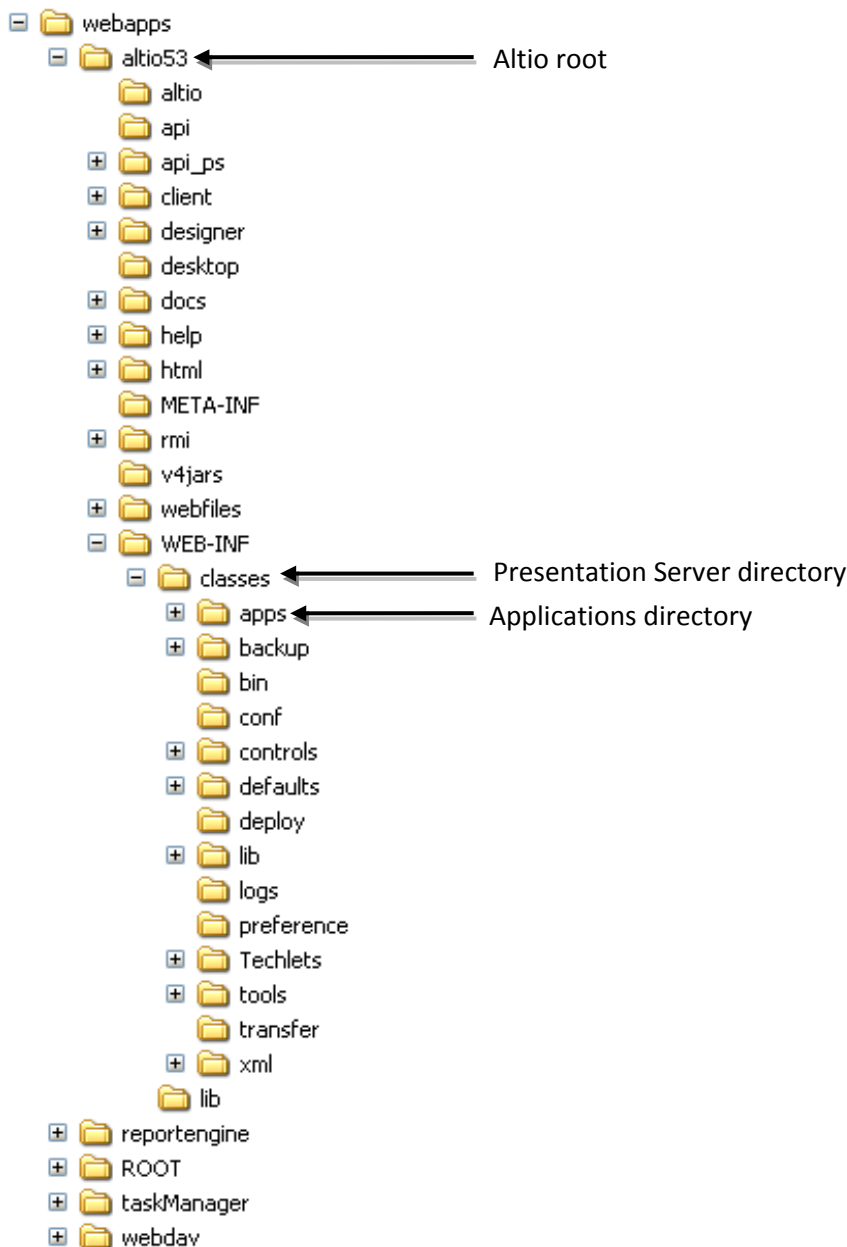 webapps
altio53 Altio root
altio
api
api_ps
client
designer
desktop
docs
help
html
META-INF
rmi
v4jars
webfiles
WEB-INF
classes Presentation Server directory
apps Applications directory
backup
bin
conf
controls
defaults
deploy
lib
logs
preference
Techlets
tools
transfer
xml
lib
reportengine
ROOT
taskManager
webdav